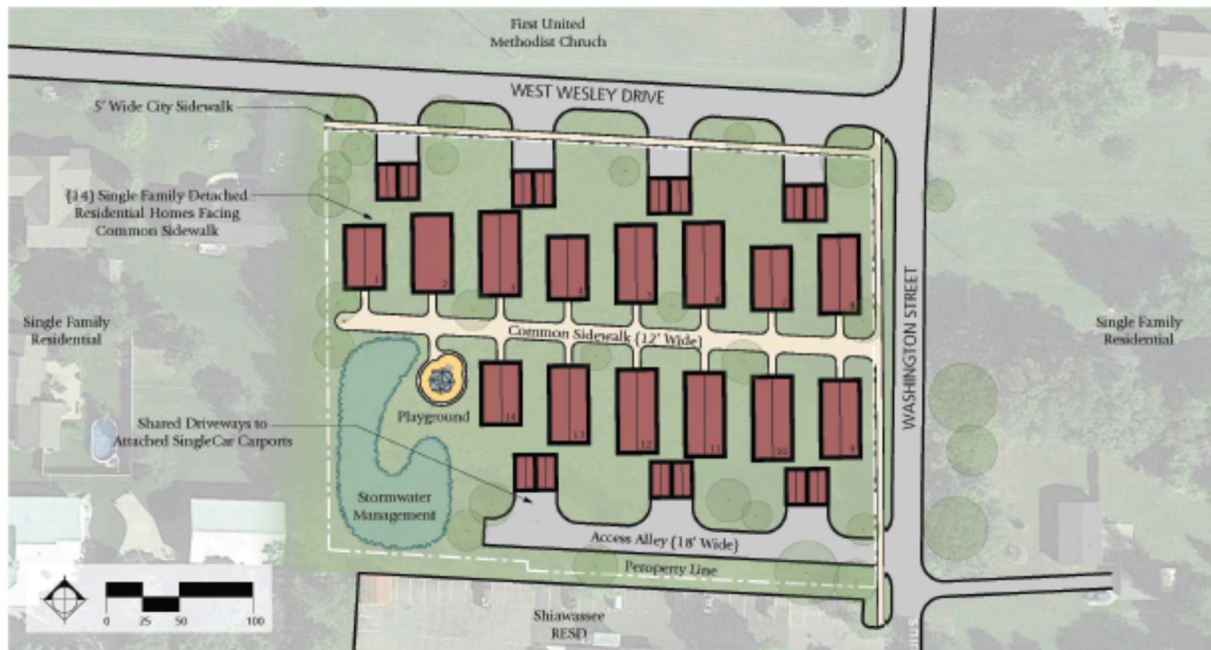 First United
Methodist Chruch
WEST WESLEY DRIVE
5' Wide City Sidewalk
(14) Single Family Detached
Residential Homes Facing
Common Sidewalk
1
2
3
4
5
6
7
8
Single Family
Residential
Common Sidewalk (12' Wide)
WASHINGTON STREET
Single Family
Residential
Playground
14
13
12
11
10
9
Shared Driveways to
Attached SingleCar Carports
Stormwater
Management
Access Alley (18' Wide)
Peroperty Line
Shiawassee
RESD
0 25 50 100